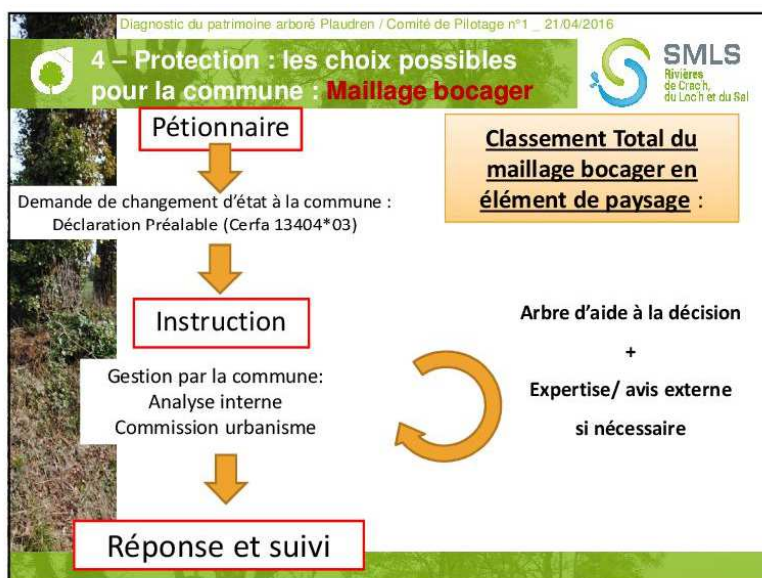 Diagnostic du patrimoine arboré Plaudren / Comité de Pilotage n°1 _ 21/04/2016
4 – Protection : les choix possibles
pour la commune : Maillage bocager
SMLS
Rivières
de Crac'h,
du Loc'h et du Sal
Pétionnaire
Classement Total du
maillage bocager en
élément de paysage :
Demande de changement d'état à la commune :
Déclaration Préalable (Cerfa 13404*03)
Instruction
Arbre d'aide à la décision
+
Expertise/ avis externe
si nécessaire
Gestion par la commune:
Analyse interne
Commission urbanisme
Réponse et suivi